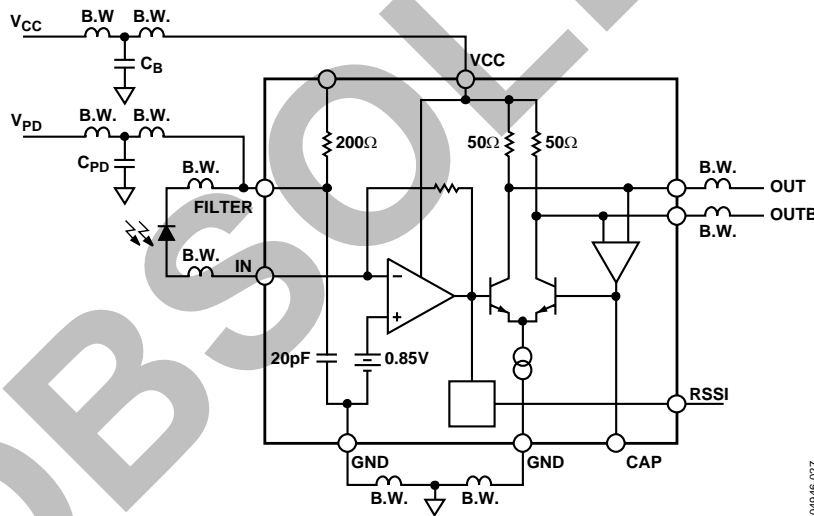 B.W B.W.
VCC
CB
VCC
B.W. B.W.
VPD
CPD
200Ω 50Ω 50Ω
B.W.
B.W.
OUT
FILTER
OUTB
B.W.
B.W.
IN
20pF 0.85V
RSSI
GND GND CAP
B.W. B.W.
04946-027
OBSOLE